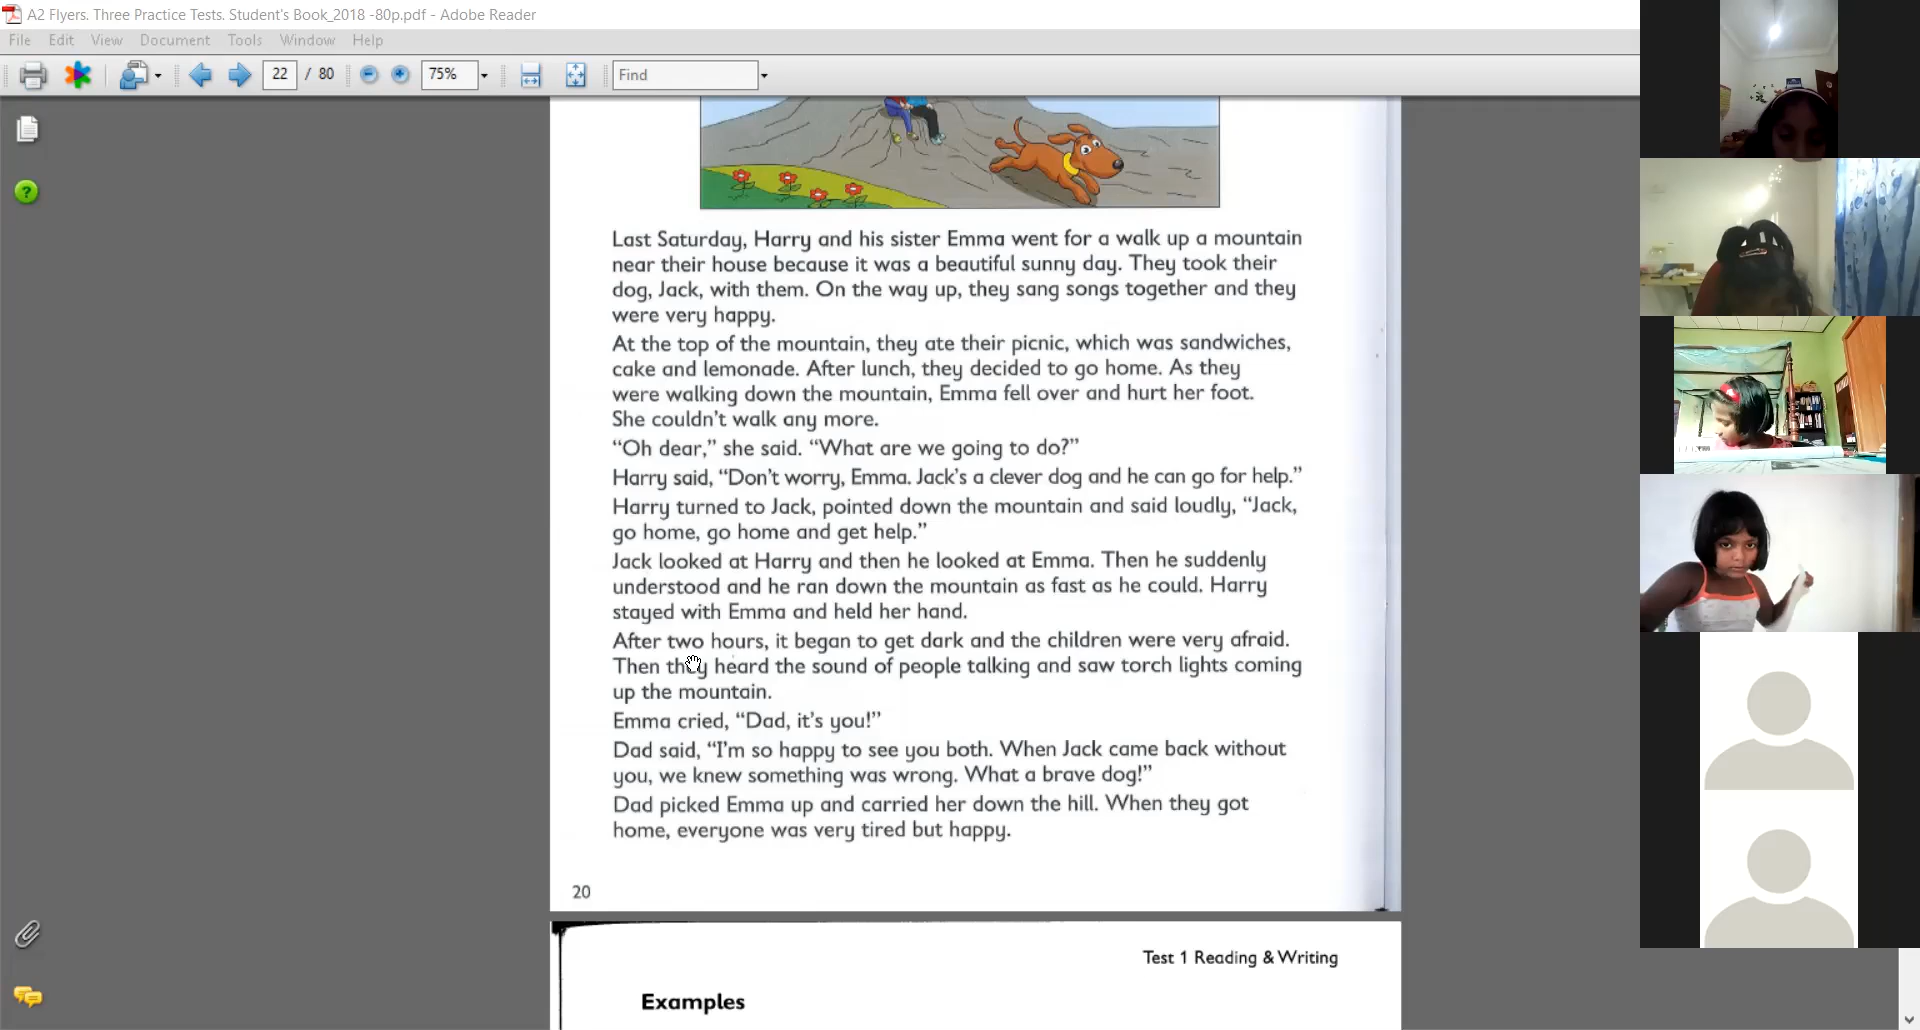 A2 Flyers. Three Practice Tests. Student's Book_2018 -80p.pdf - Adobe Reader
File Edit View Document Tools Window Help
22 / 80 75% Find
Last Saturday, Harry and his sister Emma went for a walk up a mountain
near their house because it was a beautiful sunny day. They took their
dog, Jack, with them. On the way up, they sang songs together and they
were very happy.
At the top of the mountain, they ate their picnic, which was sandwiches,
cake and lemonade. After lunch, they decided to go home. As they
were walking down the mountain, Emma fell over and hurt her foot.
She couldn't walk any more.
“Oh dear,” she said. “What are we going to do?”
Harry said, “Don't worry, Emma. Jack's a clever dog and he can go for help.”
Harry turned to Jack, pointed down the mountain and said loudly, “Jack,
go home, go home and get help.”
Jack looked at Harry and then he looked at Emma. Then he suddenly
understood and he ran down the mountain as fast as he could. Harry
stayed with Emma and held her hand.
After two hours, it began to get dark and the children were very afraid.
Then they heard the sound of people talking and saw torch lights coming
up the mountain.
Emma cried, “Dad, it's you!”
Dad said, “I'm so happy to see you both. When Jack came back without
you, we knew something was wrong. What a brave dog!”
Dad picked Emma up and carried her down the hill. When they got
home, everyone was very tired but happy.
20
Test 1 Reading & Writing
Examples